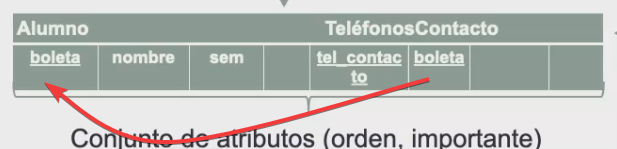 Alumno TeléfonosContacto
boleta nombre sem tel_contac boleta
to
Conjunto de atributos (orden, importante)